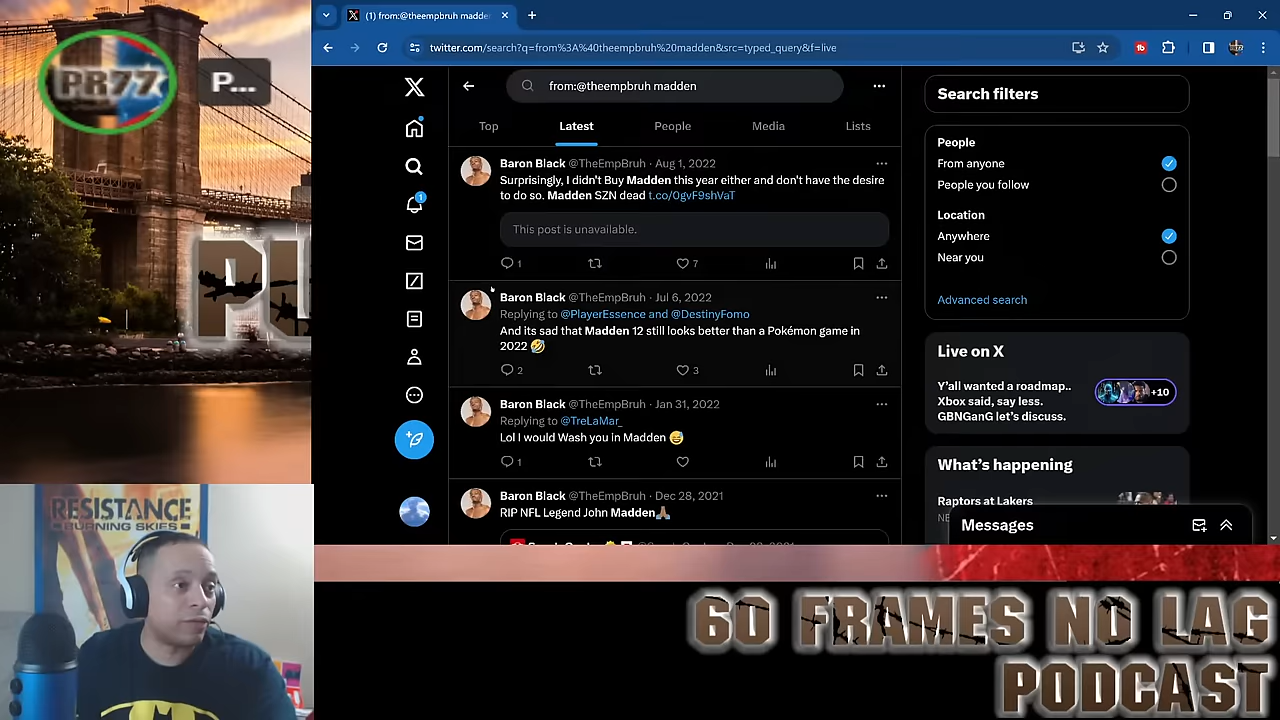 PR77
P...
(1) from:@theempbruh madde
twitter.com/search?q=from%3A%40theempbruh%20madden&src=typed_query&f=live
from:@theempbruh madden
Top
Latest
People
Media
Lists
Baron Black @TheEmpBruh · Aug 1, 2022
Surprisingly, I didn't Buy Madden this year either and don't have the desire
to do so. Madden SZN dead t.co/0gvF9shVaT
This post is unavailable.
1
7
Baron Black @TheEmpBruh · Jul 6, 2022
Replying to @PlayerEssence and @DestinyFomo
And its sad that Madden 12 still looks better than a Pokémon game in
2022 🤣
2
3
Baron Black @TheEmpBruh · Jan 31, 2022
Replying to @TreLaMar_
Lol I would Wash you in Madden 😅
1
Baron Black @TheEmpBruh · Dec 28, 2021
RIP NFL Legend John Madden🙏🏾
Search filters
People
From anyone
People you follow
Location
Anywhere
Near you
Advanced search
Live on X
Y'all wanted a roadmap..
Xbox said, say less.
GBNGanG let's discuss.
+10
What's happening
Raptors at Lakers
Messages
1
RESISTANCE
BURNING SKIES
60 FRAMES NO LAG
PODCAST